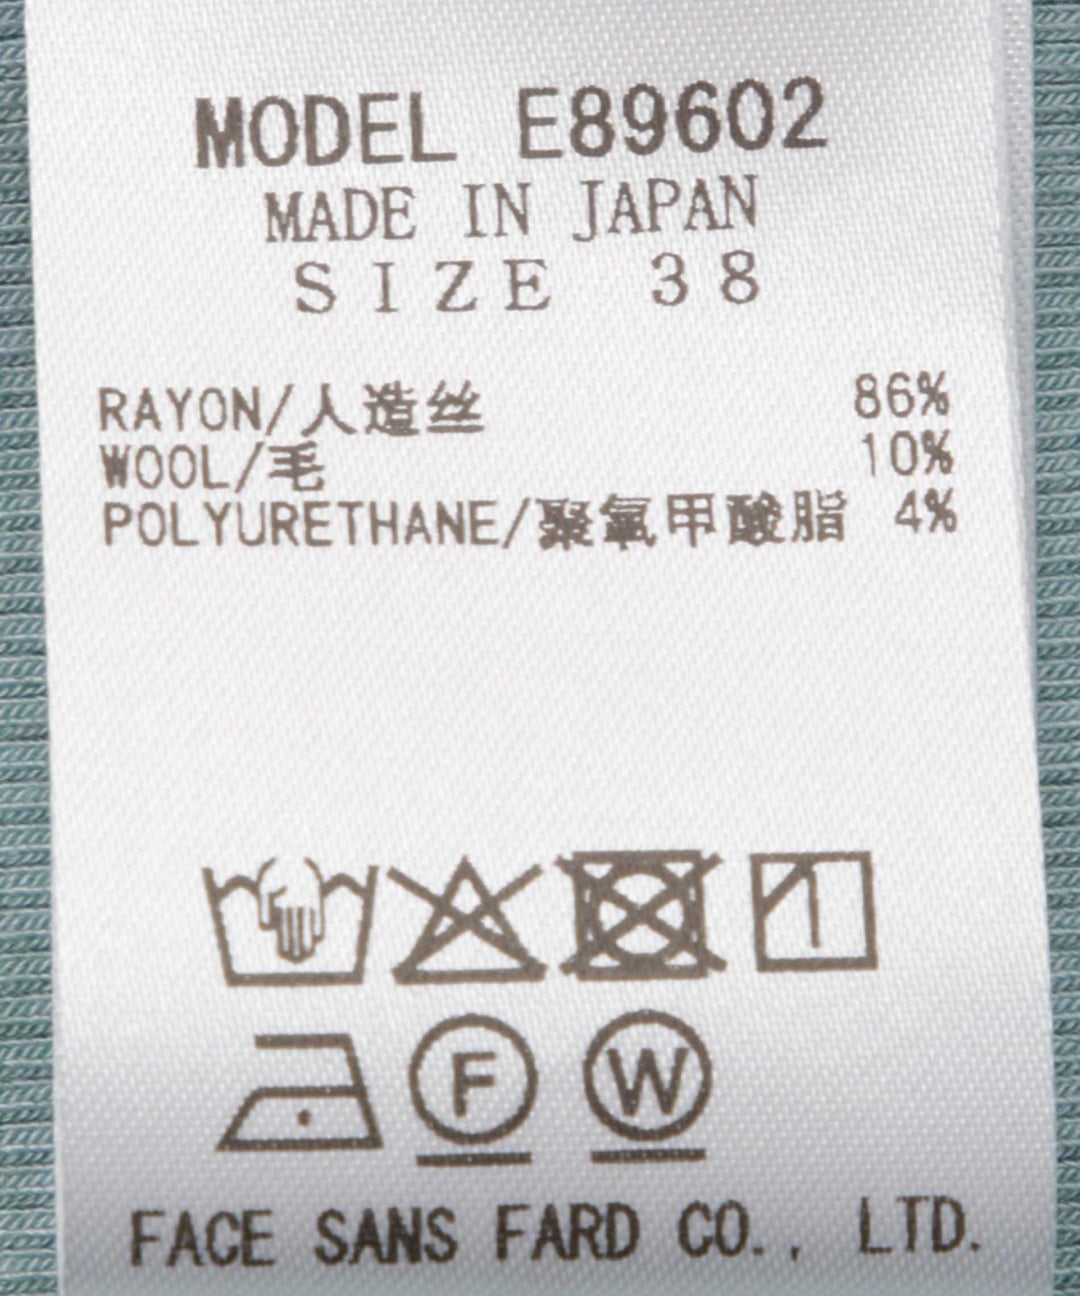 MODEL E89602
MADE IN JAPAN
SIZE 38
RAYON/人造丝 86%
WOOL/毛 10%
POLYURETHANE/聚氰甲酸脂 4%
F W
FACE SANS FARD CO., LTD.